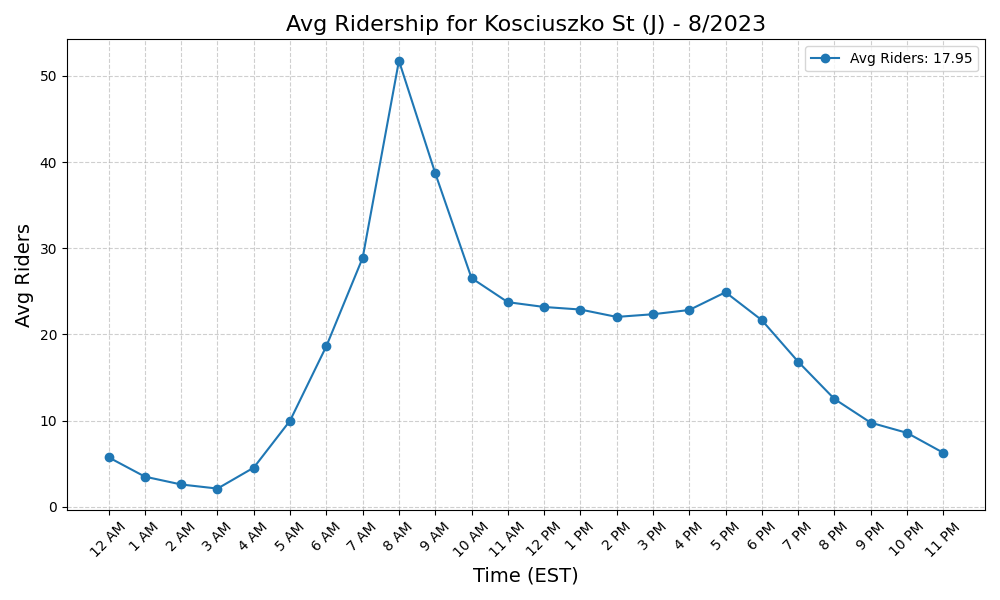 Avg Ridership for Kosciuszko St (J) - 8/2023
Avg Riders: 17.95
Avg Riders
50
40
30
20
10
0
12 AM
1 AM
2 AM
3 AM
4 AM
5 AM
6 AM
7 AM
8 AM
9 AM
10 AM
11 AM
12 PM
1 PM
2 PM
3 PM
4 PM
5 PM
6 PM
7 PM
8 PM
9 PM
10 PM
11 PM
Time (EST)